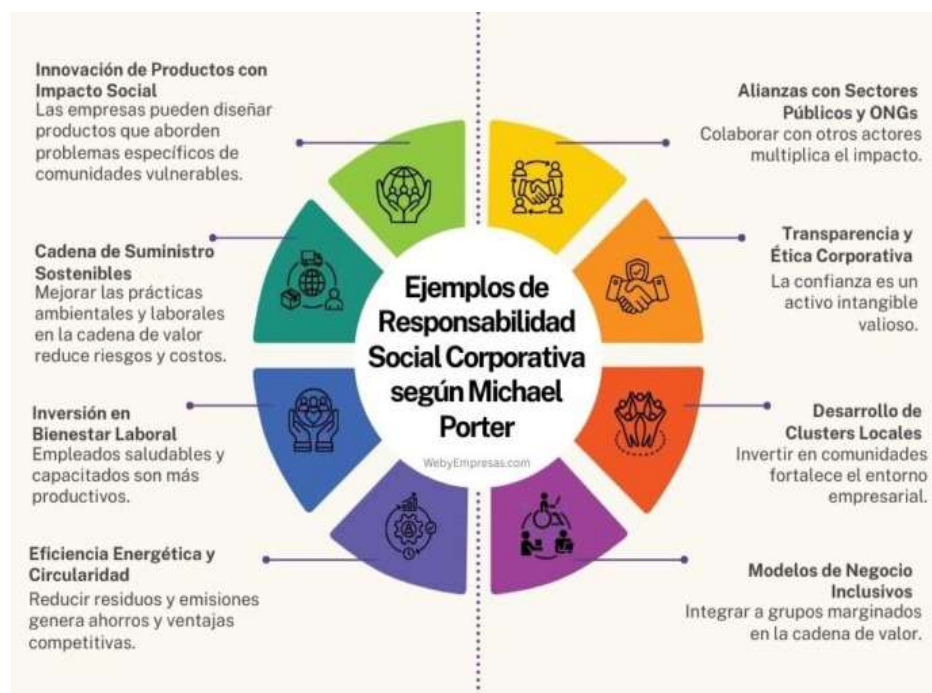 Innovación de Productos con
Impacto Social
Las empresas pueden diseñar
productos que aborden
problemas específicos de
comunidades vulnerables.
Cadena de Suministro
Sostenibles
Mejorar las prácticas
ambientales y laborales
en la cadena de valor
reduce riesgos y costos.
Inversión en
Bienestar Laboral
Empleados saludables y
capacitados son más
productivos.
Eficiencia Energética y
Circularidad
Reducir residuos y emisiones
genera ahorros y ventajas
competitivas.
Ejemplos de
Responsabilidad
Social Corporativa
según Michael
Porter
WebyEmpresas.com
Alianzas con Sectores
Públicos y ONGs
Colaborar con otros actores
multiplica el impacto.
Transparencia y
Ética Corporativa
La confianza es un
activo intangible
valioso.
Desarrollo de
Clusters Locales
Invertir en comunidades
fortalece el entorno
empresarial.
Modelos de Negocio
Inclusivos
Integrar a grupos marginados
en la cadena de valor.